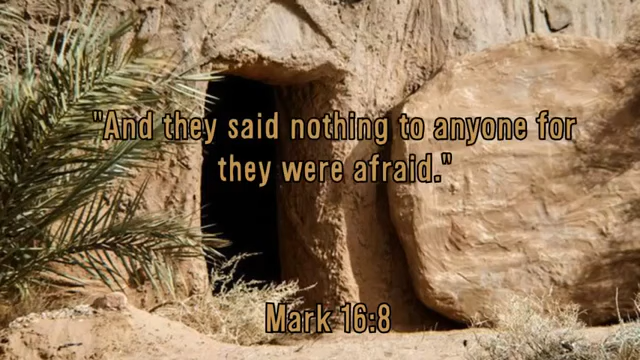 "And they said nothing to anyone for
they were afraid."
Mark 16:8